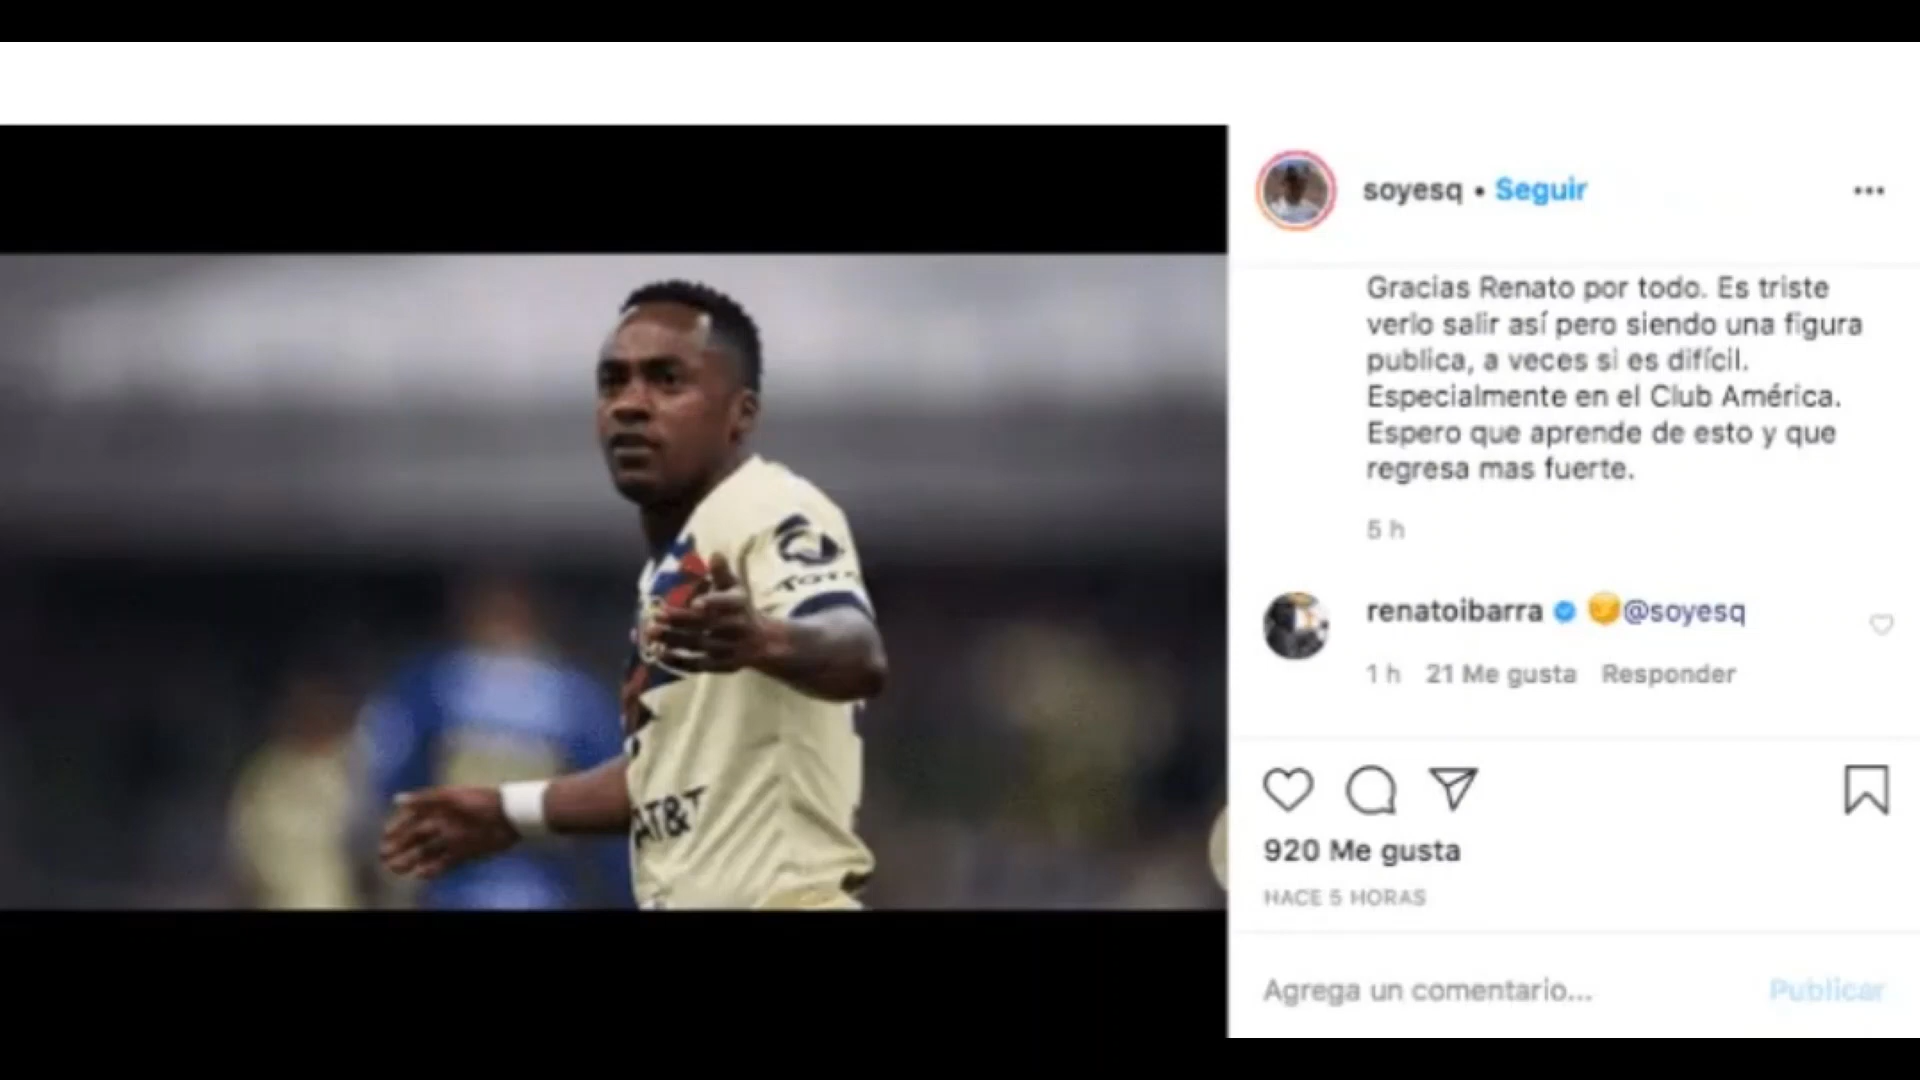 soyesq • Seguir
Gracias Renato por todo. Es triste
verlo salir así pero siendo una figura
publica, a veces si es difícil.
Especialmente en el Club América.
Espero que aprende de esto y que
regresa mas fuerte.
5 h
renatoibarra @soyesq
1 h 21 Me gusta Responder
920 Me gusta
HACE 5 HORAS
Agrega un comentario...
Publicar
AT&T